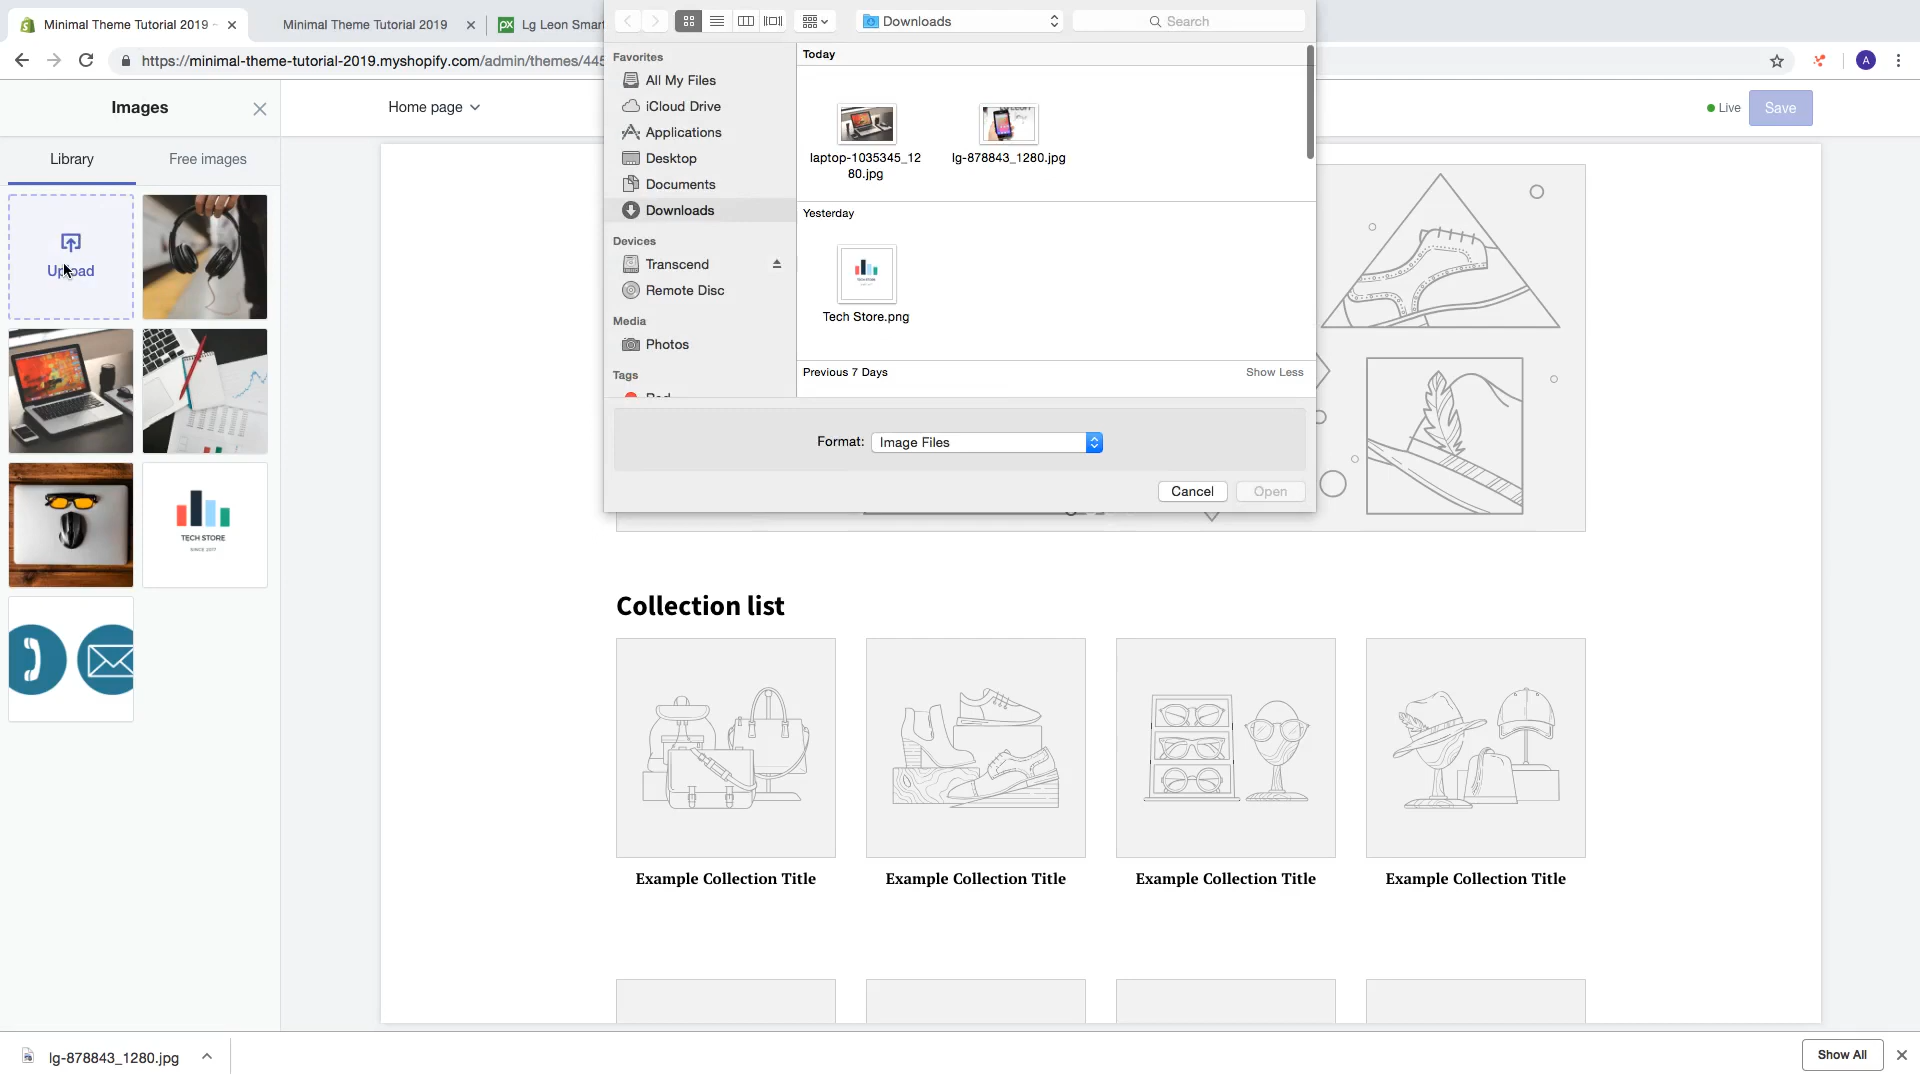 Minimal Theme Tutorial 2019 -
Minimal Theme Tutorial 2019
Lg Leon Smar
https://minimal-theme-tutorial-2019.myshopify.com/admin/themes/445
A
Images
Library
Free images
Upload
TECH STORE
SINCE 2017
Home page
Live
Save
Downloads
Search
Favorites
All My Files
iCloud Drive
Applications
Desktop
Documents
Downloads
Devices
Transcend
Remote Disc
Media
Photos
Tags
Red
Today
laptop-1035345_12
80.jpg
lg-878843_1280.jpg
Yesterday
Tech Store.png
Previous 7 Days
Show Less
Format:
Image Files
Cancel
Open
Collection list
Example Collection Title
Example Collection Title
Example Collection Title
Example Collection Title
lg-878843_1280.jpg
Show All